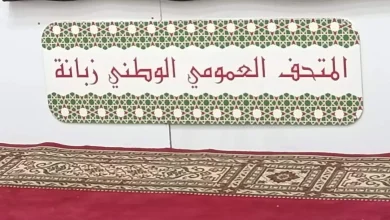 المتحف العمومي الوطني زبانة